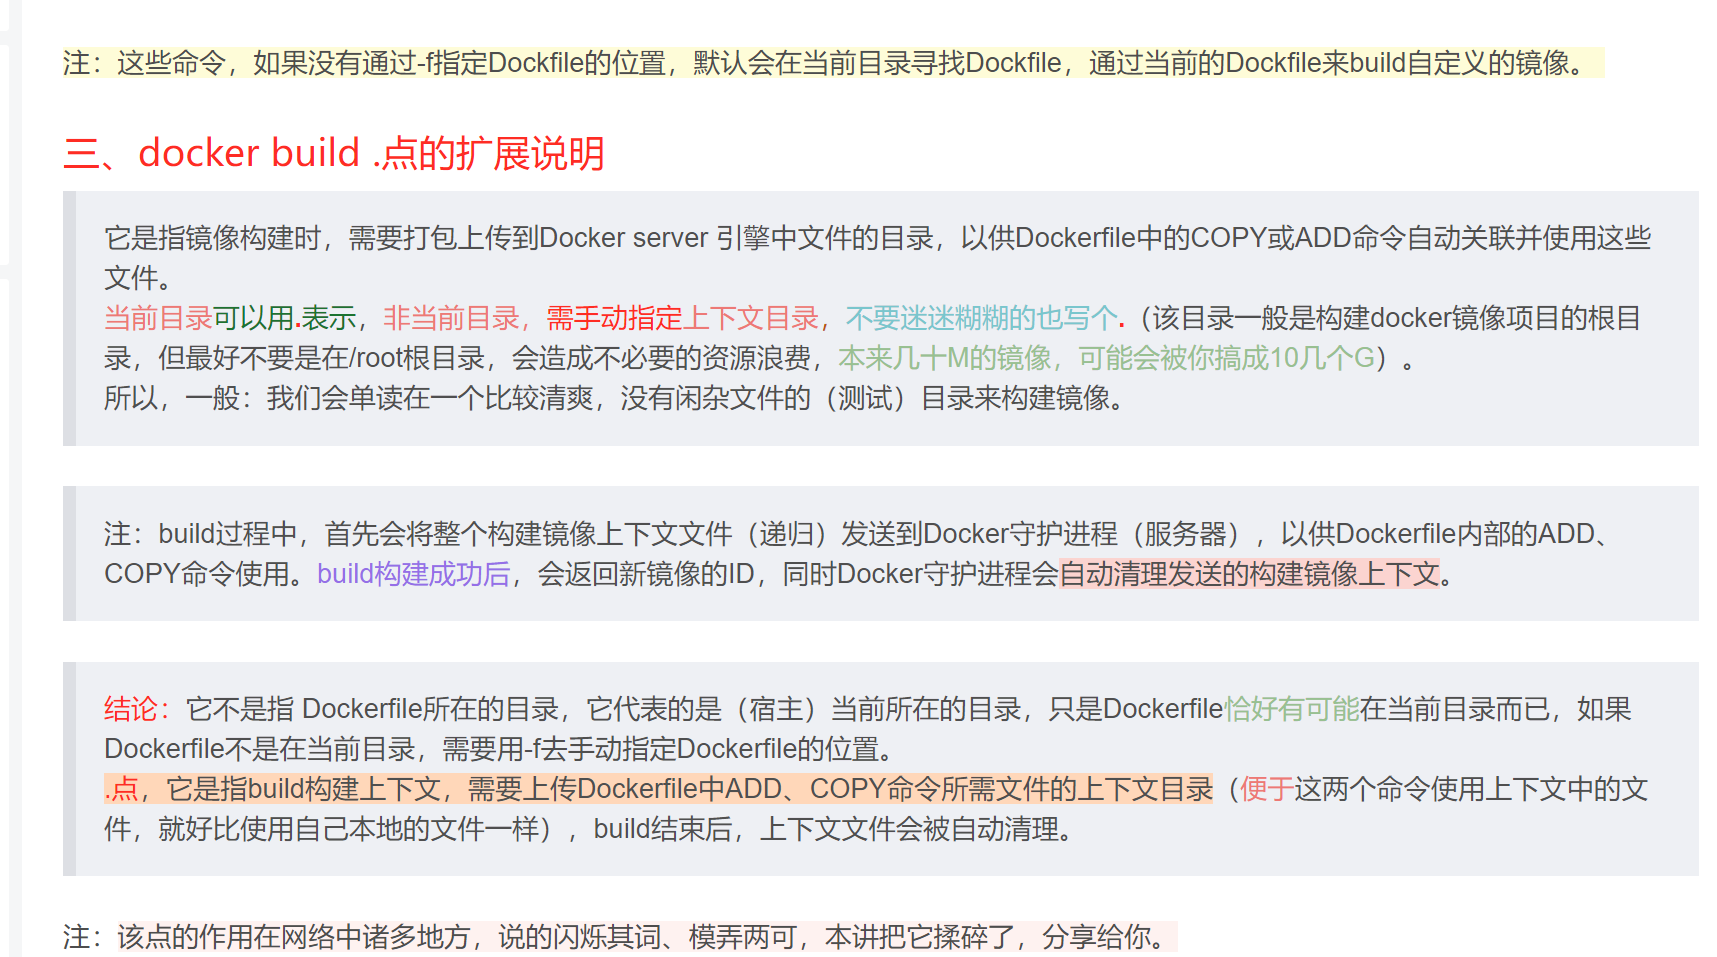 注：这些命令，如果没有通过-f指定Dockfile的位置，默认会在当前目录寻找Dockfile，通过当前的Dockfile来build自定义的镜像。
三、docker build .点的扩展说明
它是指镜像构建时，需要打包上传到Docker server 引擎中文件的目录，以供Dockerfile中的COPY或ADD命令自动关联并使用这些
文件。
当前目录可以用.表示，非当前目录，需手动指定上下文目录，不要迷迷糊糊的也写个.（该目录一般是构建docker镜像项目的根目
录，但最好不要是在/root根目录，会造成不必要的资源浪费，本来几十M的镜像，可能会被你搞成10几个G）。
所以，一般：我们会单读在一个比较清爽，没有闲杂文件的（测试）目录来构建镜像。
注：build过程中，首先会将整个构建镜像上下文文件（递归）发送到Docker守护进程（服务器），以供Dockerfile内部的ADD、
COPY命令使用。build构建成功后，会返回新镜像的ID，同时Docker守护进程会自动清理发送的构建镜像上下文。
结论：它不是指 Dockerfile所在的目录，它代表的是（宿主）当前所在的目录，只是Dockerfile恰好有可能在当前目录而已，如果
Dockerfile不是在当前目录，需要用-f去手动指定Dockerfile的位置。
.点，它是指build构建上下文，需要上传Dockerfile中ADD、COPY命令所需文件的上下文目录（便于这两个命令使用上下文中的文
件，就好比使用自己本地的文件一样），build结束后，上下文文件会被自动清理。
注：该点的作用在网络中诸多地方，说的闪烁其词、模弄两可，本讲把它揉碎了，分享给你。